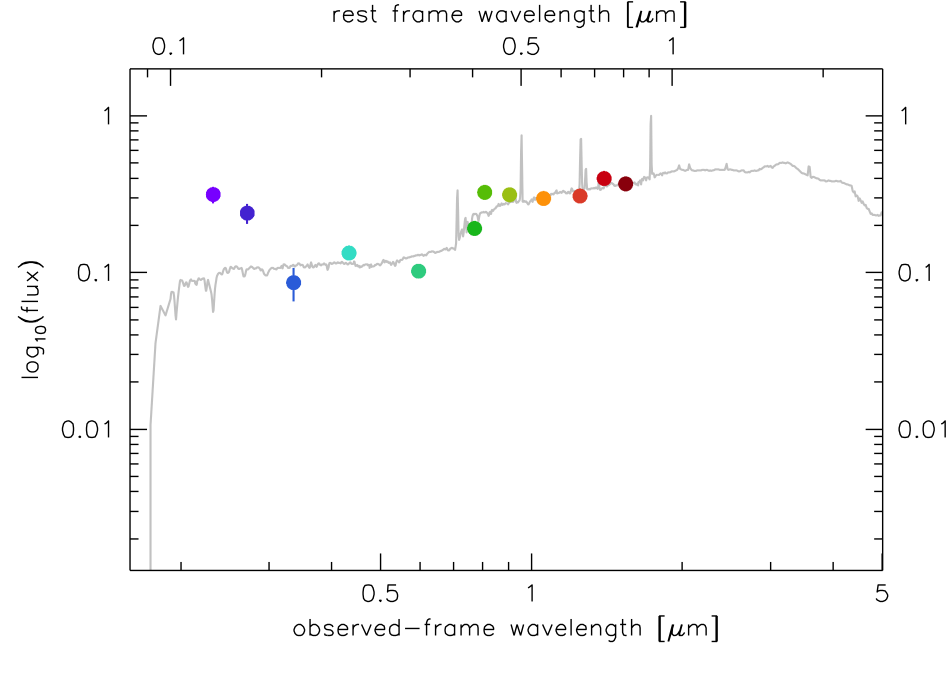 rest frame wavelength [μm]
0.1 0.5 1
1 1
0.1 0.1
0.01 0.01
log10(flux)
0.5 1 5
observed-frame wavelength [μm]